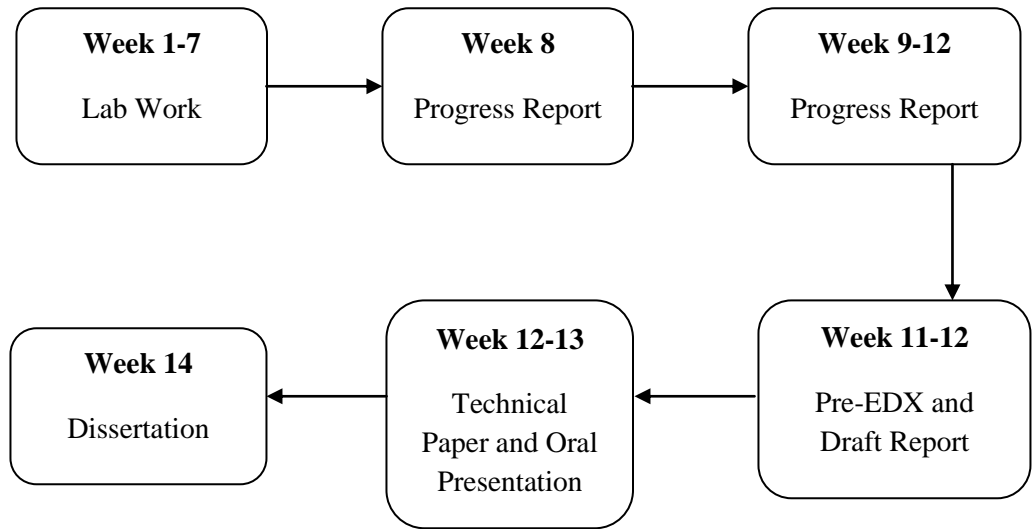 Week 1-7
Lab Work
Week 8
Progress Report
Week 9-12
Progress Report
Week 11-12
Pre-EDX and
Draft Report
Week 12-13
Technical
Paper and Oral
Presentation
Week 14
Dissertation